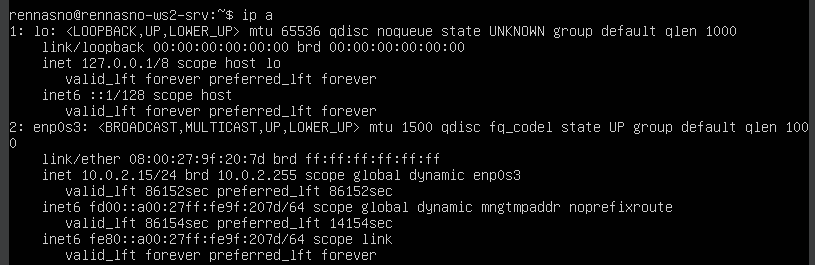 rennasno@rennasno-ws2-srv:~$ ip a
1: lo: <LOOPBACK,UP,LOWER_UP> mtu 65536 qdisc noqueue state UNKNOWN group default qlen 1000
    link/loopback 00:00:00:00:00:00 brd 00:00:00:00:00:00
    inet 127.0.0.1/8 scope host lo
       valid_lft forever preferred_lft forever
    inet6 ::1/128 scope host
       valid_lft forever preferred_lft forever
2: enp0s3: <BROADCAST,MULTICAST,UP,LOWER_UP> mtu 1500 qdisc fq_codel state UP group default qlen 100
0
    link/ether 08:00:27:9f:20:7d brd ff:ff:ff:ff:ff:ff
    inet 10.0.2.15/24 brd 10.0.2.255 scope global dynamic enp0s3
       valid_lft 86152sec preferred_lft 86152sec
    inet6 fd00::a00:27ff:fe9f:207d/64 scope global dynamic mngtmpaddr noprefixroute
       valid_lft 86154sec preferred_lft 14154sec
    inet6 fe80::a00:27ff:fe9f:207d/64 scope link
       valid_lft forever preferred_lft forever